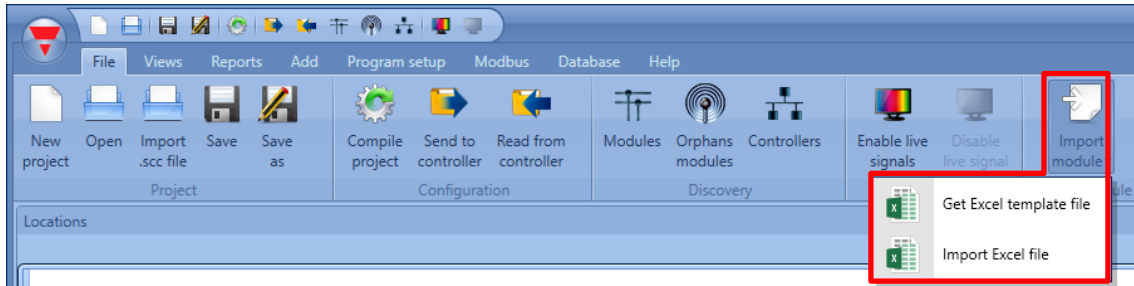 File Views Reports Add Program setup Modbus Database Help
New project
Open
Import .scc file
Save
Save as
Compile project
Send to controller
Read from controller
Modules
Orphans modules
Controllers
Enable live signals
Disable live signal
Import module
Project
Configuration
Discovery
Get Excel template file
Import Excel file
Locations